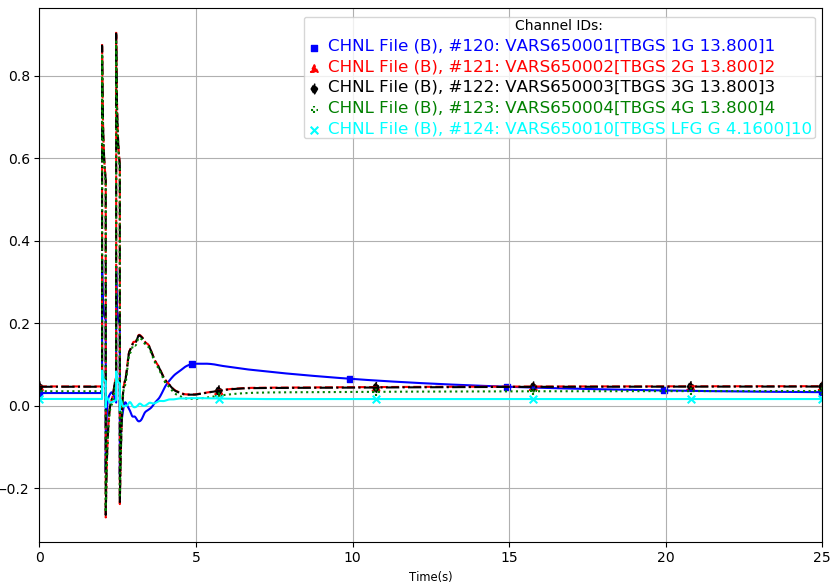 Channel IDs:
CHNL File (B), #120: VARS650001[TBGS 1G 13.800]1
CHNL File (B), #121: VARS650002[TBGS 2G 13.800]2
CHNL File (B), #122: VARS650003[TBGS 3G 13.800]3
CHNL File (B), #123: VARS650004[TBGS 4G 13.800]4
CHNL File (B), #124: VARS650010[TBGS LFG G 4.1600]10
0.8
0.6
0.4
0.2
0.0
−0.2
0 5 10 15 20 25
Time(s)